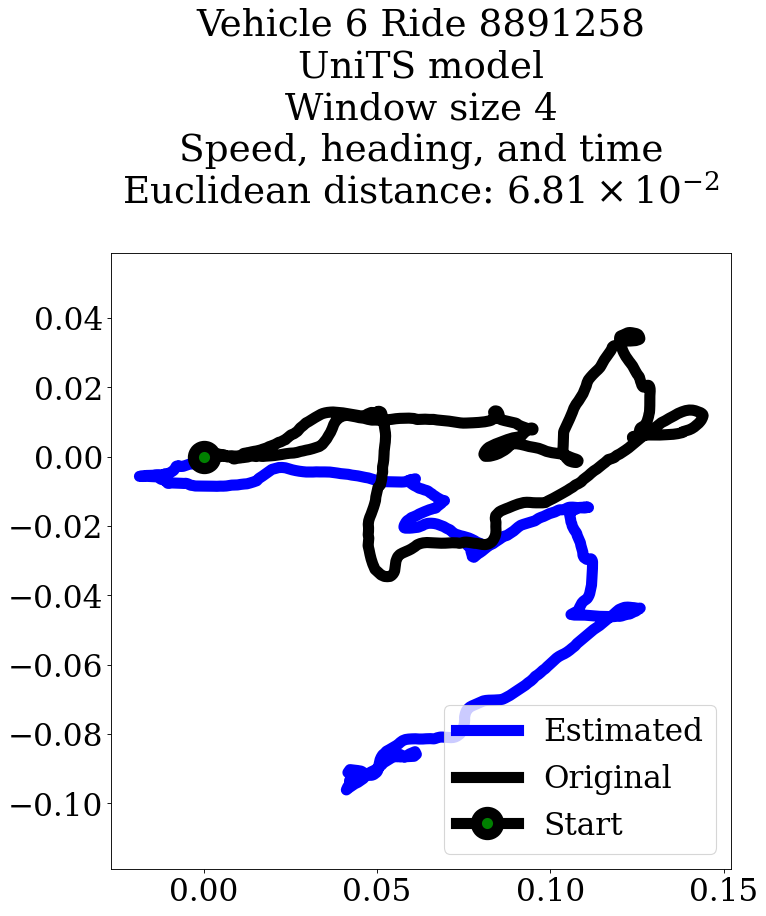 Vehicle 6 Ride 8891258
UniTS model
Window size 4
Speed, heading, and time
Euclidean distance: 6.81 × 10⁻²
0.04
0.02
0.00
−0.02
−0.04
−0.06
−0.08
−0.10
Estimated
Original
Start
0.00 0.05 0.10 0.15